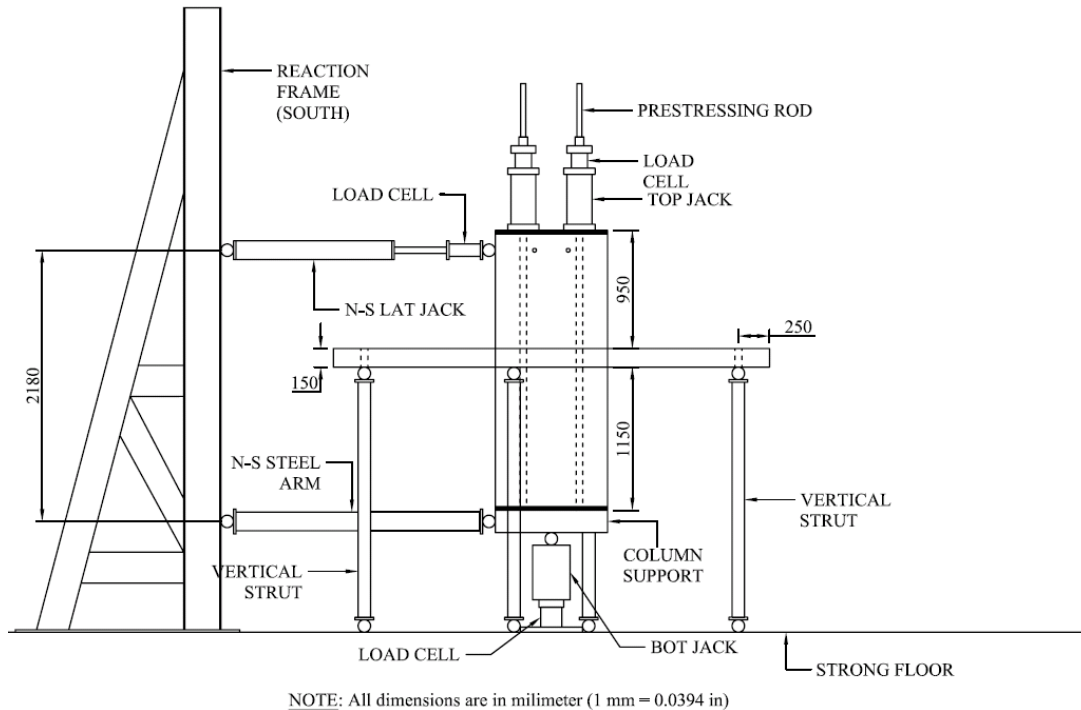 REACTION
FRAME
(SOUTH)
PRESTRESSING ROD
LOAD
CELL
TOP JACK
LOAD CELL
N-S LAT JACK
950
250
150
2180
1150
N-S STEEL
ARM
VERTICAL
STRUT
VERTICAL
STRUT
COLUMN
SUPPORT
LOAD CELL
BOT JACK
STRONG FLOOR
NOTE: All dimensions are in milimeter (1 mm = 0.0394 in)